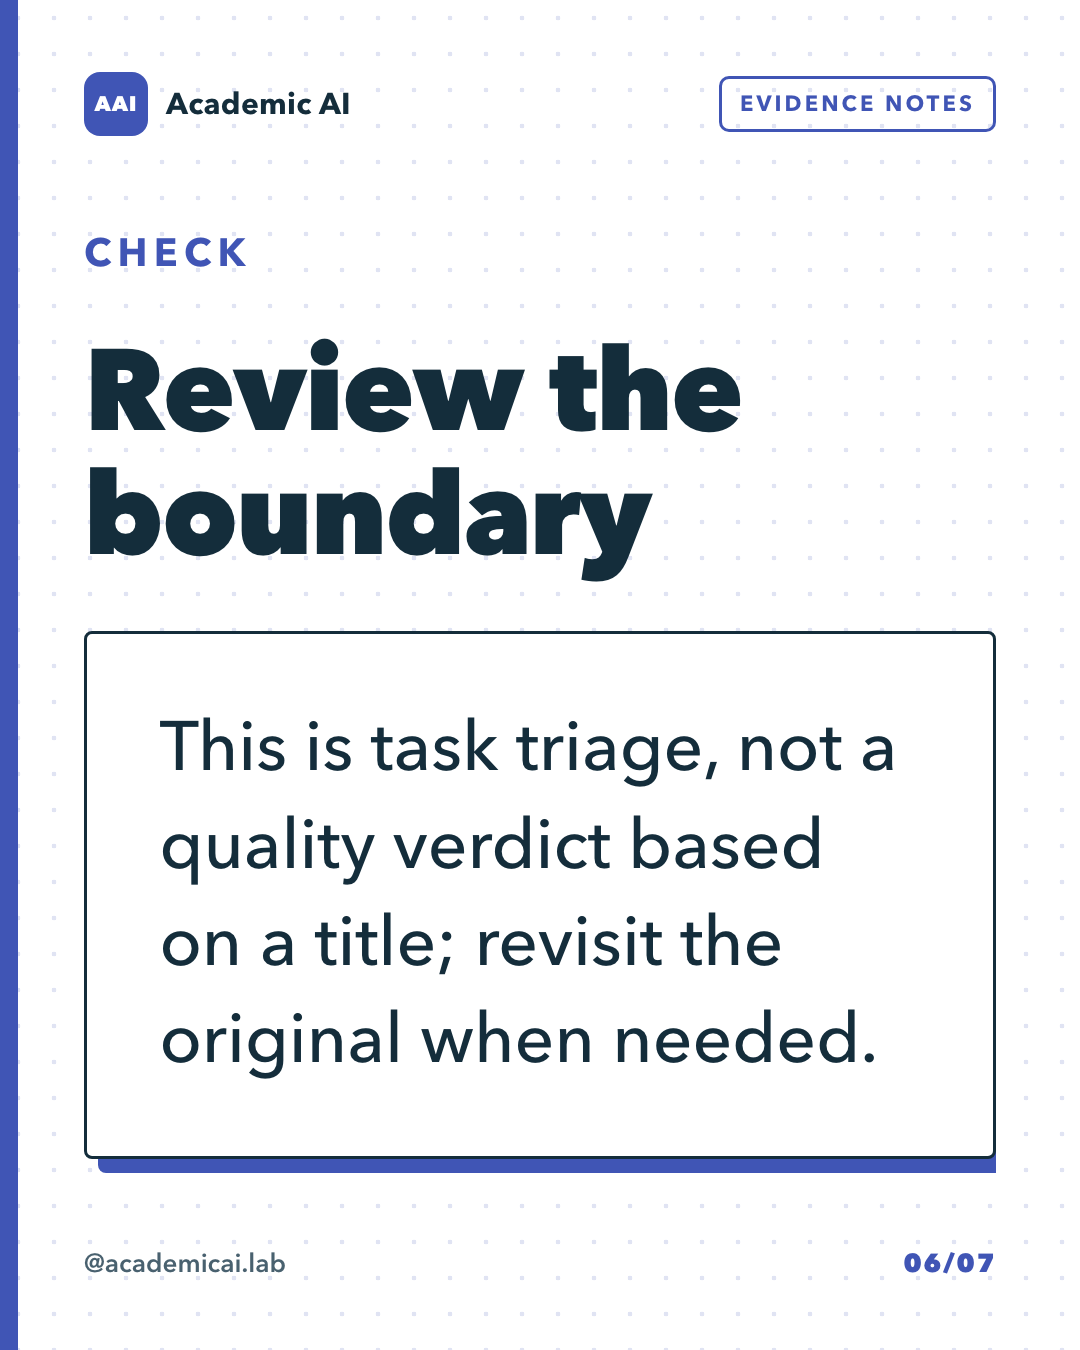 AAI
Academic AI
EVIDENCE NOTES
CHECK
Review the
boundary
This is task triage, not a
quality verdict based
on a title; revisit the
original when needed.
@academicai.lab
06/07